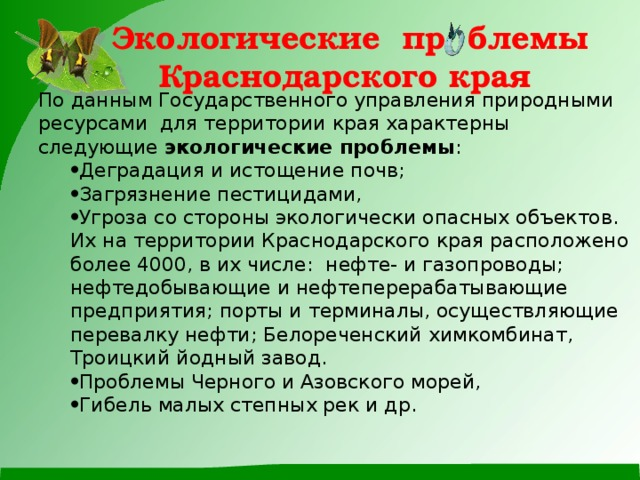 Экологические пр блемы
Краснодарского края
По данным Государственного управления природными
ресурсами для территории края характерны
следующие экологические проблемы:
•Деградация и истощение почв;
•Загрязнение пестицидами,
•Угроза со стороны экологически опасных объектов.
Их на территории Краснодарского края расположено
более 4000, в их числе: нефте- и газопроводы;
нефтедобывающие и нефтеперерабатывающие
предприятия; порты и терминалы, осуществляющие
перевалку нефти; Белореченский химкомбинат,
Троицкий йодный завод.
•Проблемы Черного и Азовского морей,
•Гибель малых степных рек и др.